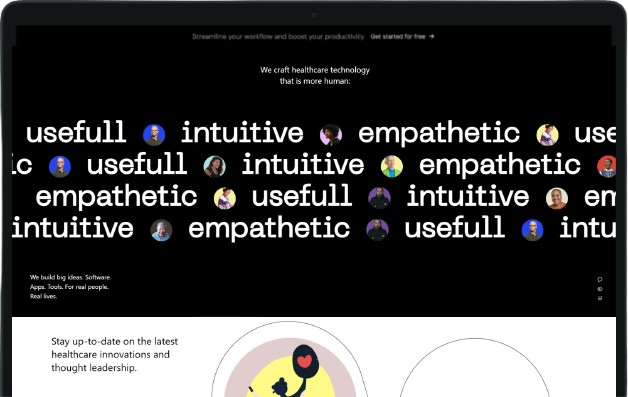 Streamline your workflow and boost your productivity. Get started for free →
We craft healthcare technology
that is more human:
usefull intuitive empathetic use
ic usefull intuitive empathetic
empathetic usefull intuitive em
intuitive empathetic usefull intu
We build big ideas. Software.
Apps. Tools. For real people.
Real lives.
Stay up-to-date on the latest
healthcare innovations and
thought leadership.